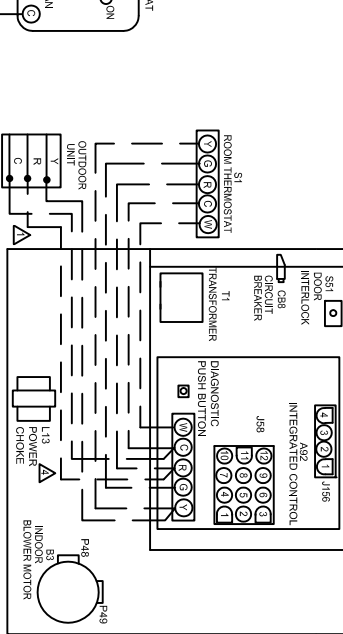 AT
ON
AN
C
S1
ROOM THERMOSTAT
Y G R C W
S51
DOOR
INTERLOCK
CB8
CIRCUIT
BREAKER
T1
TRANSFORMER
A92
INTEGRATED CONTROL
4 3 2 1
J156
J58
12 9 6 3
11 8 5 2
10 7 4 1
DIAGNOSTIC
PUSH BUTTON
W C R G Y
OUTDOOR
UNIT
Y
R
C
1
L13
POWER
CHOKE
4
P48
P49
B3
INDOOR
BLOWER MOTOR